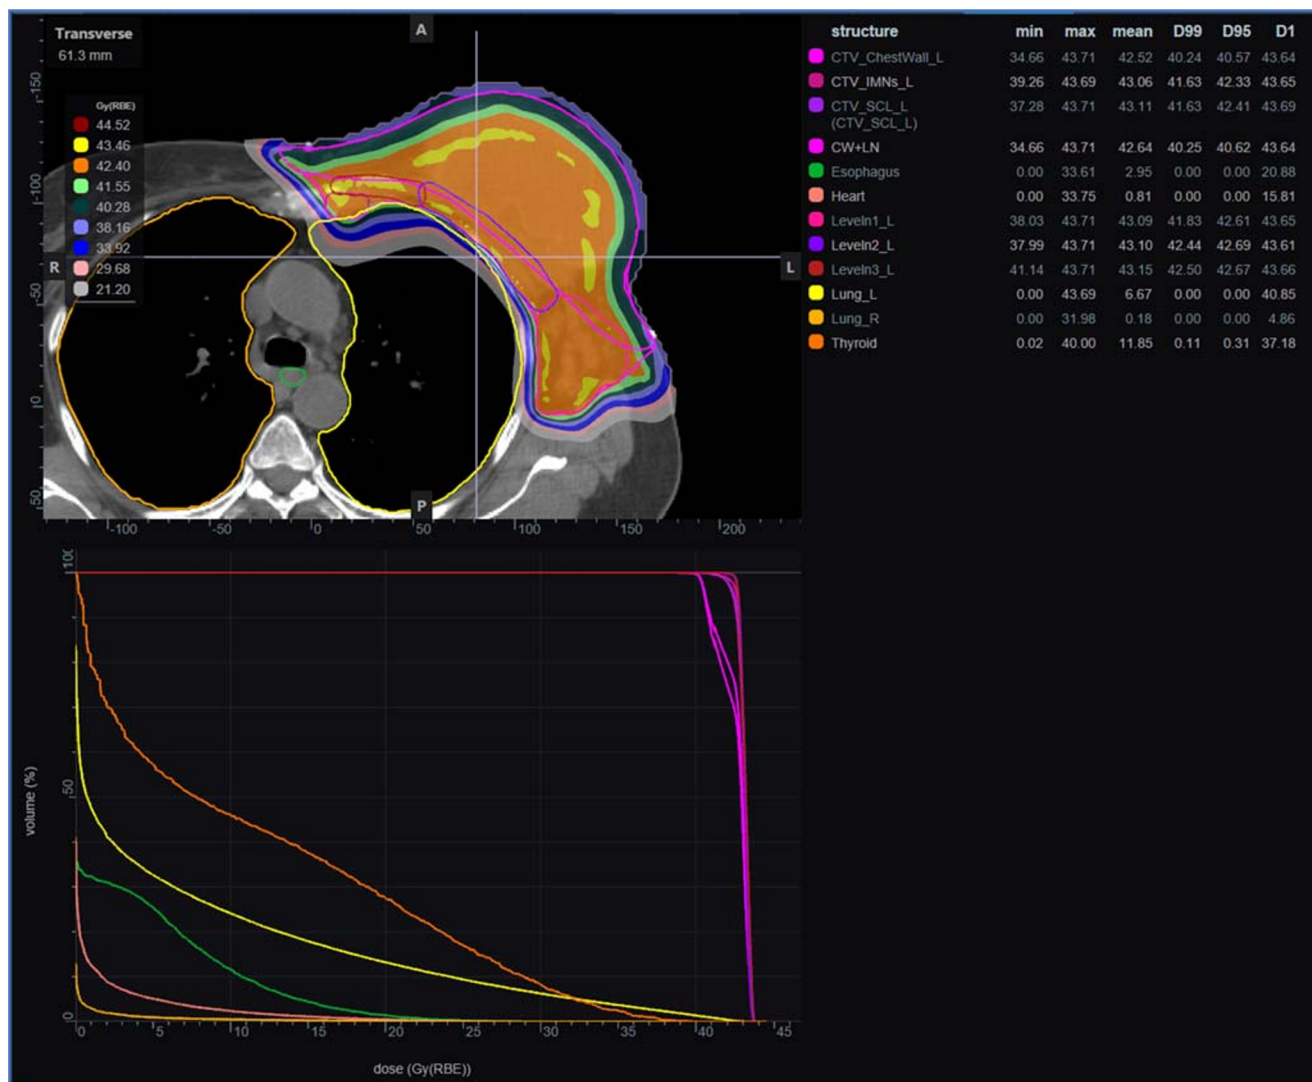 Transverse
61.3 mm
A
R
L
P
-150
-100
-50
0
50
Gy(RBE)
44.52
43.46
42.40
41.55
40.28
38.16
33.92
29.68
21.20
-100
-50
0
50
100
150
200
structure min max mean D99 D95 D1
CTV_ChestWall_L 34.66 43.71 42.52 40.24 40.57 43.64
CTV_IMNs_L 39.26 43.69 43.06 41.63 42.33 43.65
CTV_SCL_L 37.28 43.71 43.11 41.63 42.41 43.69
(CTV_SCL_L)
CW+LN 34.66 43.71 42.64 40.25 40.62 43.64
Esophagus 0.00 33.61 2.95 0.00 0.00 20.88
Heart 0.00 33.75 0.81 0.00 0.00 15.81
Leveln1_L 38.03 43.71 43.09 41.83 42.61 43.65
Leveln2_L 37.99 43.71 43.10 42.44 42.69 43.61
Leveln3_L 41.14 43.71 43.15 42.50 42.67 43.66
Lung_L 0.00 43.69 6.67 0.00 0.00 40.85
Lung_R 0.00 31.98 0.18 0.00 0.00 4.86
Thyroid 0.02 40.00 11.85 0.11 0.31 37.18
volume (%)
50
0
0 5 10 15 20 25 30 35 40 45
dose (Gy(RBE))